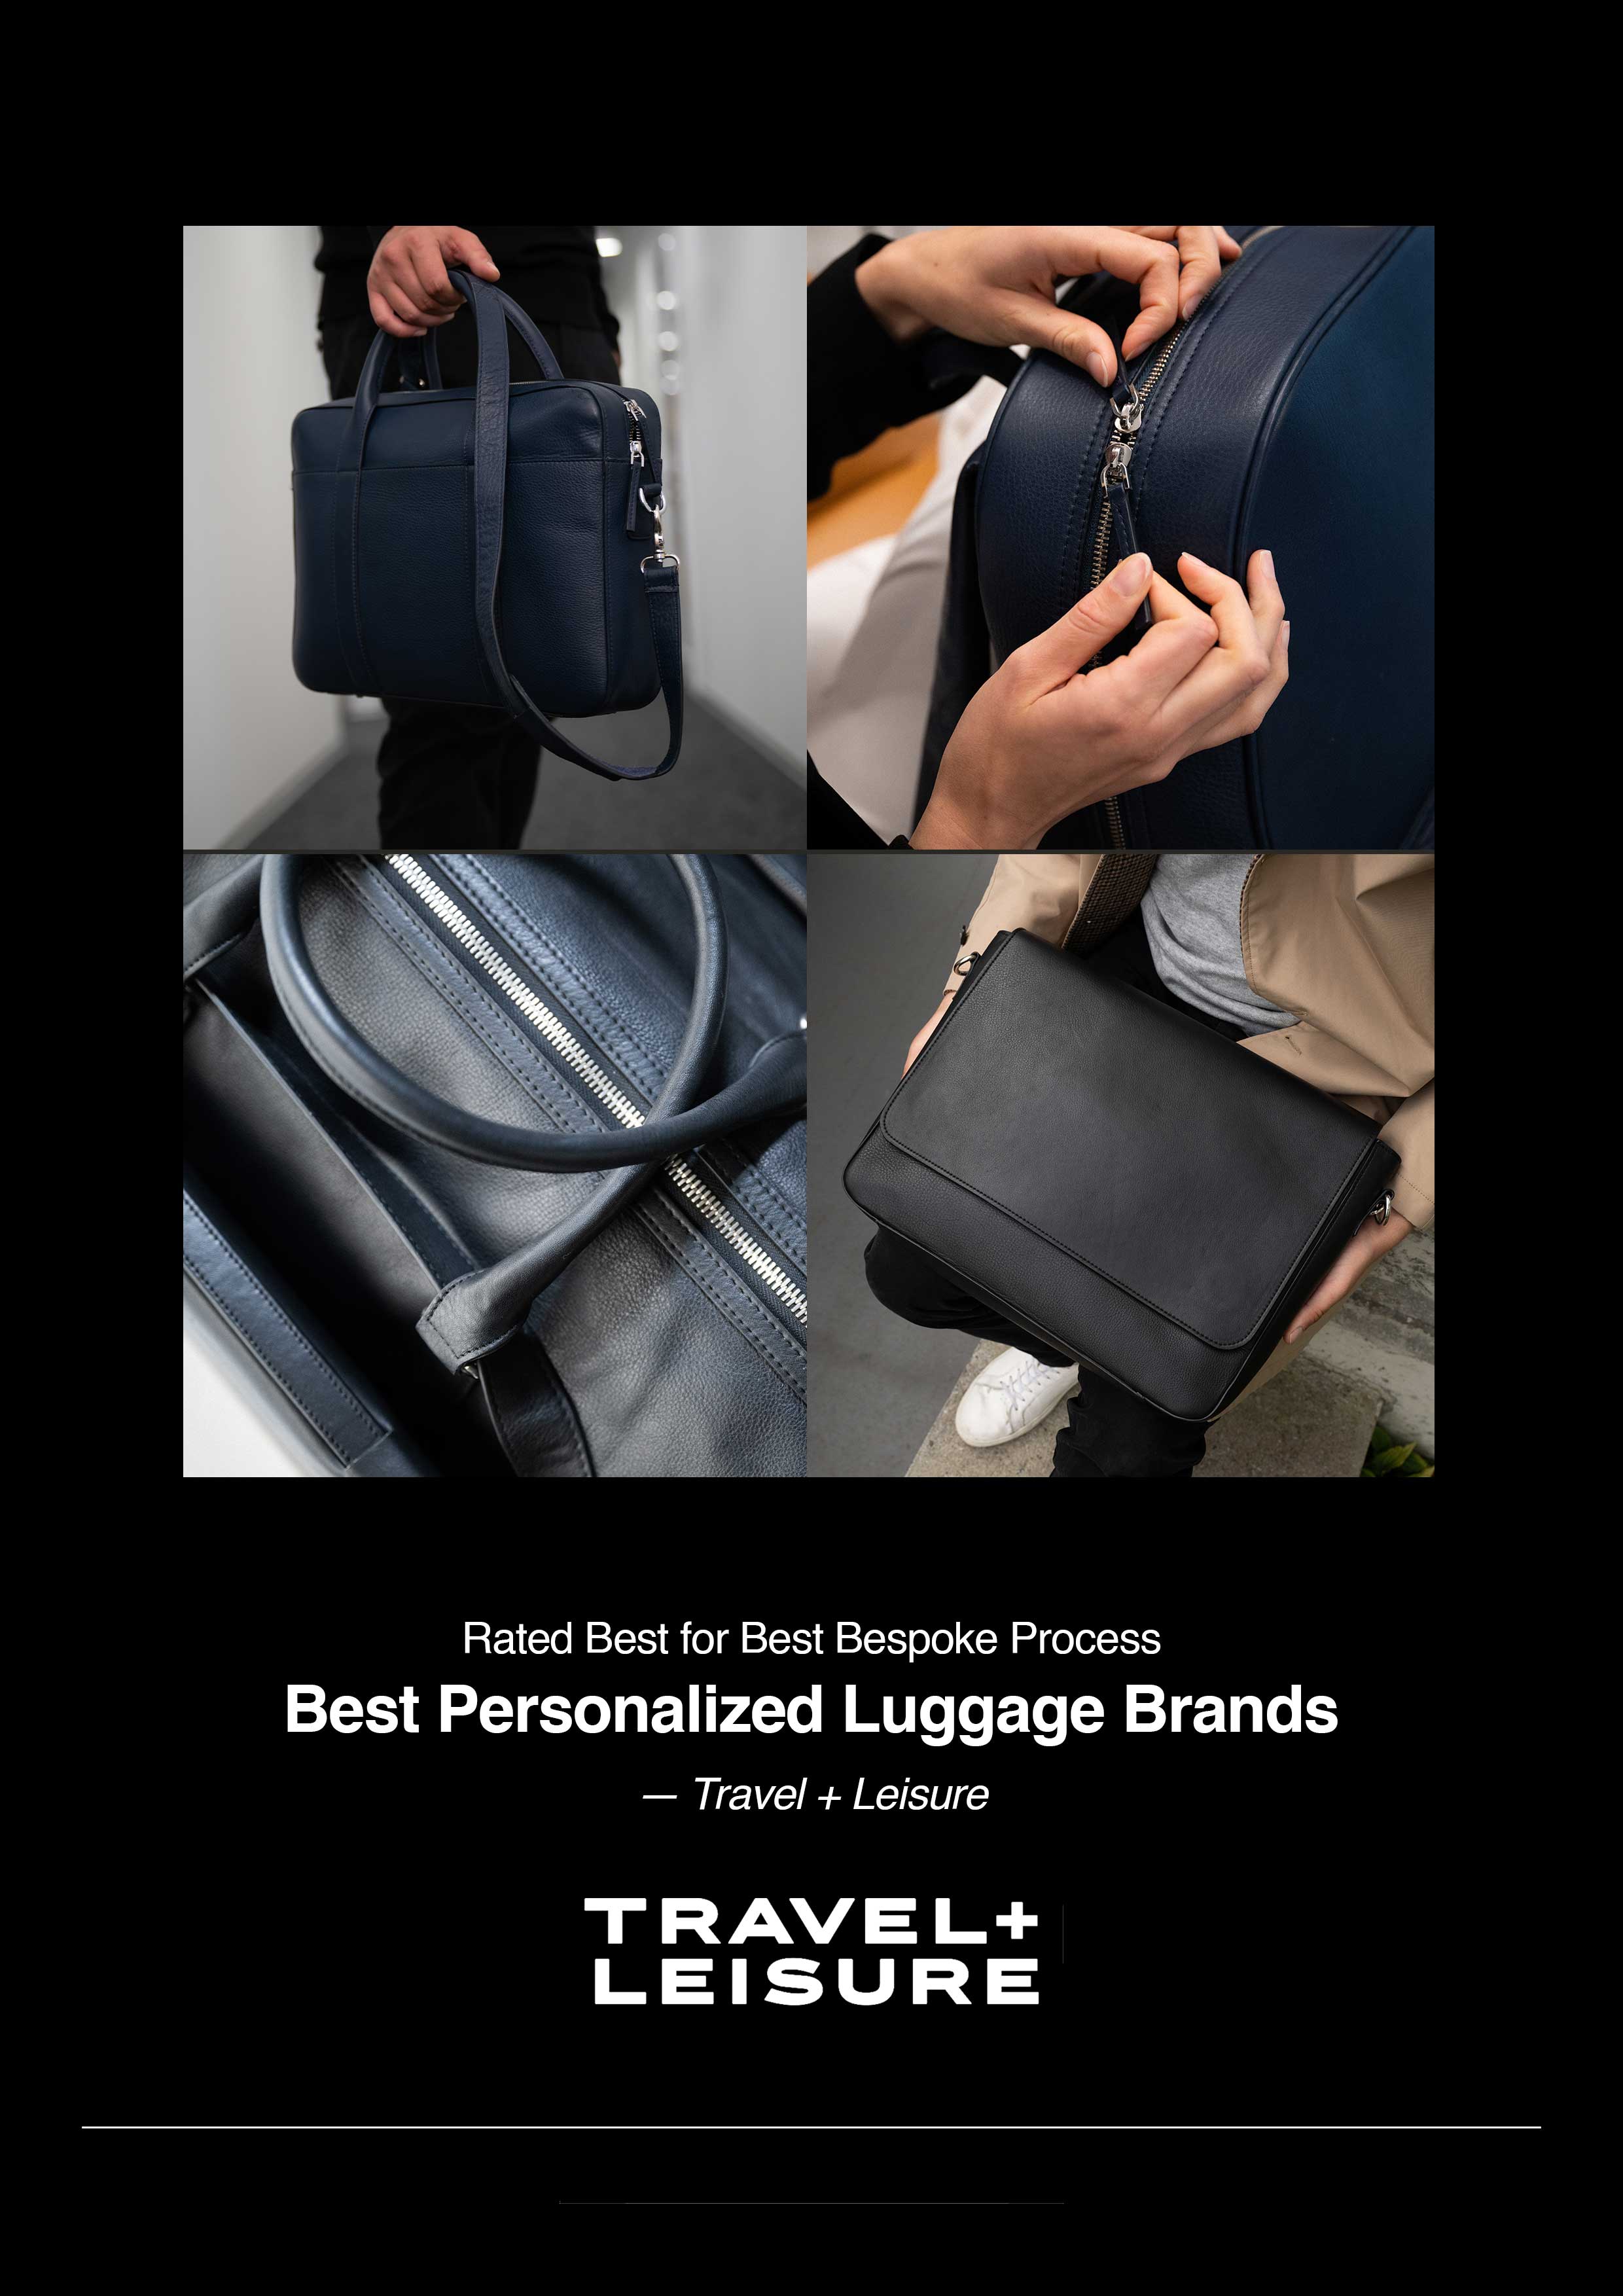 Rated Best for Best Bespoke Process
Best Personalized Luggage Brands
— Travel + Leisure
TRAVEL+
LEISURE